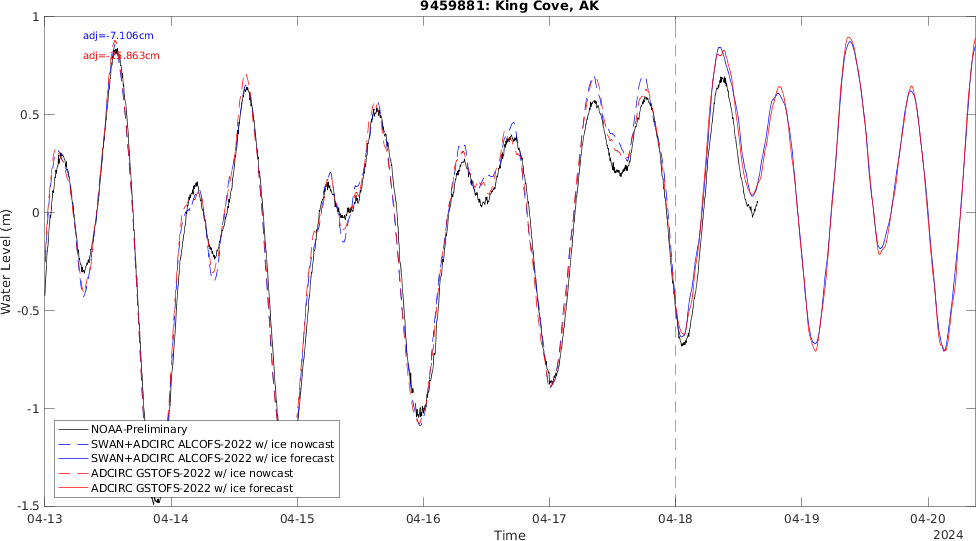 9459881: King Cove, AK
adj=-7.106cm
Water Level (m)
1
0.5
0
-0.5
-1
-1.5
NOAA-Preliminary
SWAN+ADCIRC ALCOFS-2022 w/ ice nowcast
SWAN+ADCIRC ALCOFS-2022 w/ ice forecast
ADCIRC GSTOFS-2022 w/ ice nowcast
ADCIRC GSTOFS-2022 w/ ice forecast
04-13
04-14
04-15
04-16
04-17
04-18
04-19
04-20
Time
2024